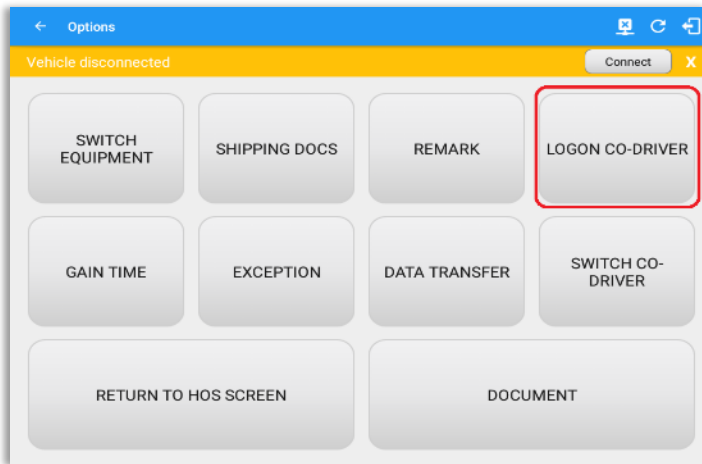 Options
Vehicle disconnected
Connect
X
SWITCH
EQUIPMENT
SHIPPING DOCS
REMARK
LOGON CO-DRIVER
GAIN TIME
EXCEPTION
DATA TRANSFER
SWITCH CO-
DRIVER
RETURN TO HOS SCREEN
DOCUMENT